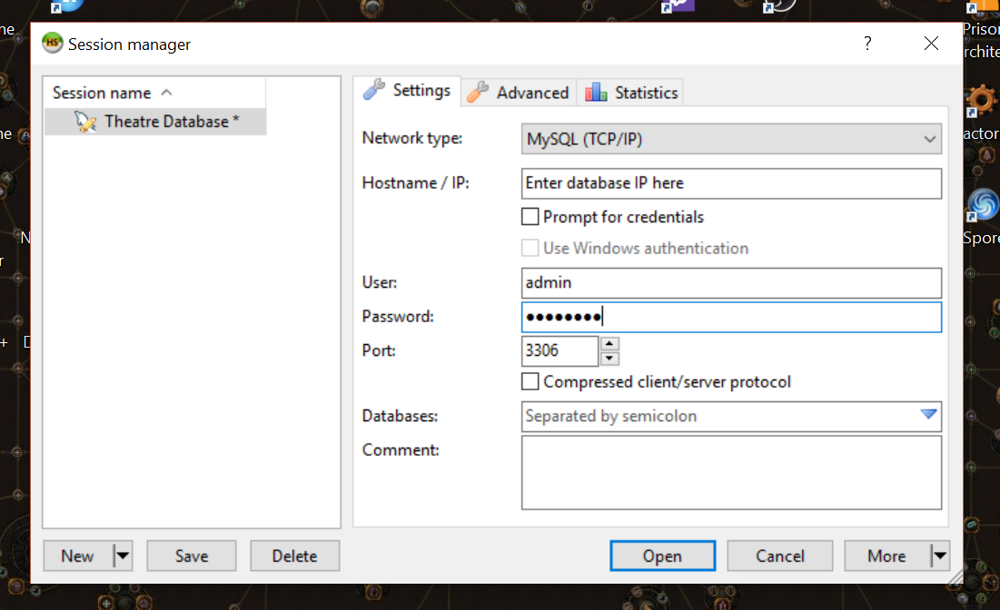 HS Session manager ?
Session name
Theatre Database *
Settings Advanced Statistics
Network type: MySQL (TCP/IP)
Hostname / IP: Enter database IP here
Prompt for credentials
Use Windows authentication
User: admin
Password: ●●●●●●●●
Port: 3306
Compressed client/server protocol
Databases: Separated by semicolon
Comment:
New Save Delete Open Cancel More
Prison
Archite
actor
Spore
ne
ne
N
r
+ D